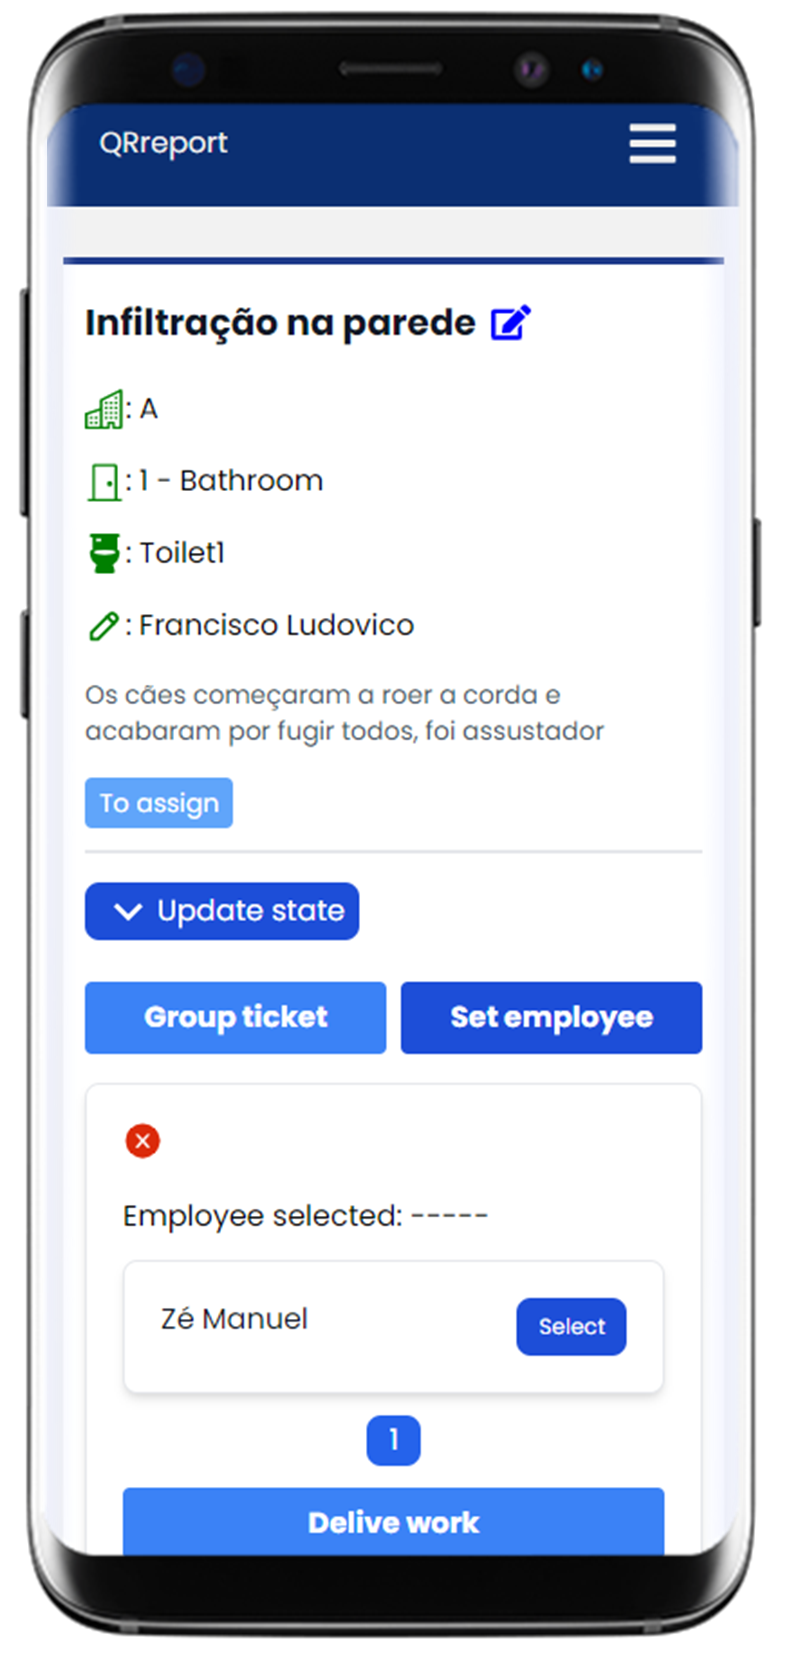 QRreport
Infiltração na parede
: A
: 1 - Bathroom
: Toilet1
: Francisco Ludovico
Os cães começaram a roer a corda e
acabaram por fugir todos, foi assustador
To assign
Update state
Group ticket
Set employee
Employee selected: -----
Zé Manuel
Select
1
Delive work